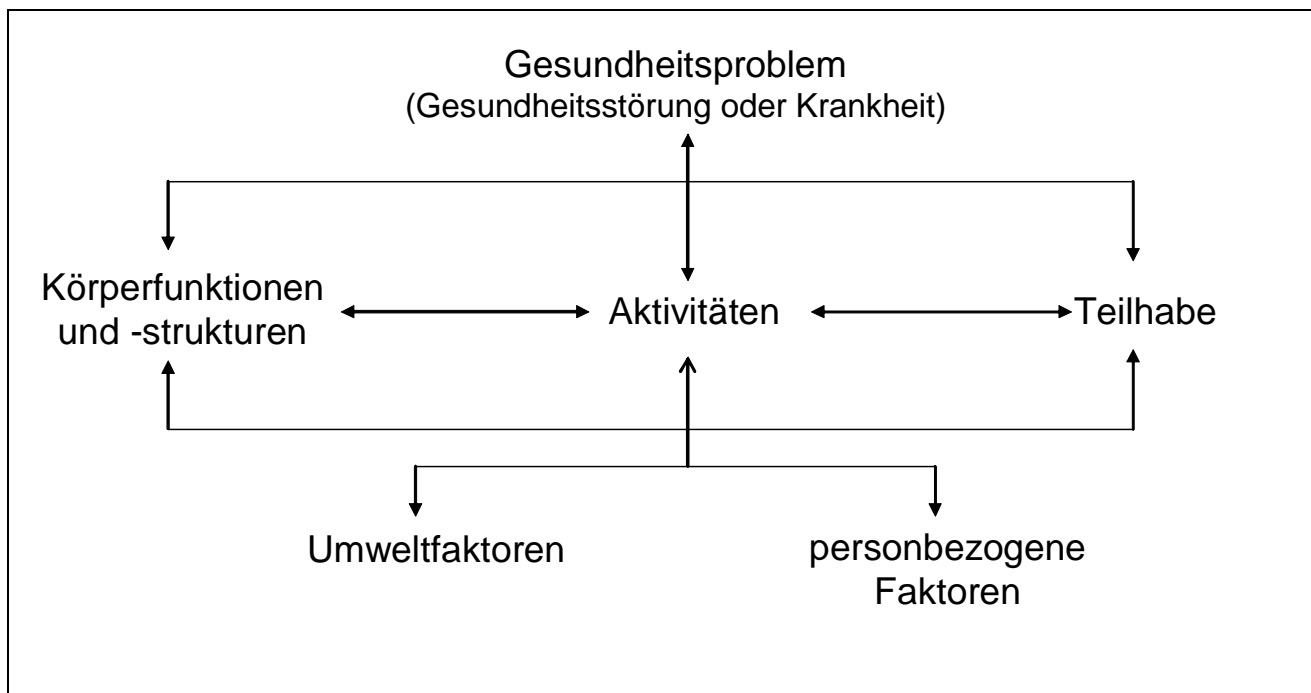 Gesundheitsproblem
(Gesundheitsstörung oder Krankheit)
Körperfunktionen
und -strukturen
Aktivitäten
Teilhabe
Umweltfaktoren
personbezogene
Faktoren